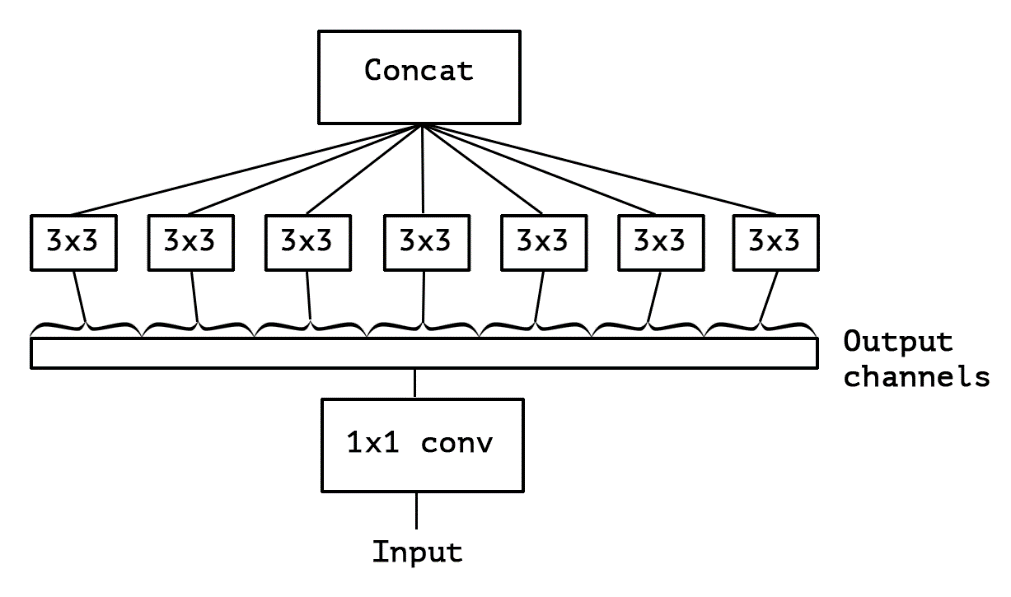 Concat
3x3 3x3 3x3 3x3 3x3 3x3 3x3
Output
channels
1x1 conv
Input